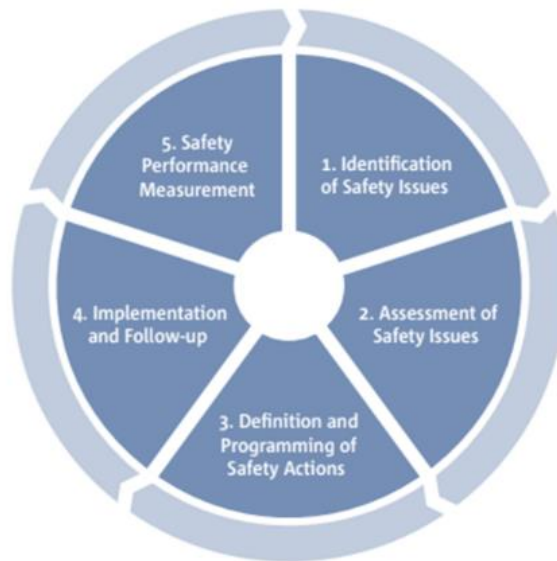 1. Identification
of Safety Issues
2. Assessment of
Safety Issues
3. Definition and
Programming of
Safety Actions
4. Implementation
and Follow-up
5. Safety
Performance
Measurement